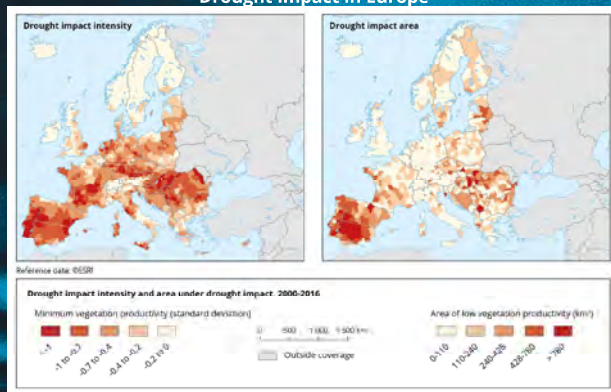 Drought Impact in Europe
Drought impact intensity
Drought impact area
Reference data: ©ESRI
Drought impact intensity and area under drought impact, 2000-2016
Minimum vegetation productivity (standard deviation)
<-1
-1 to -0.7
-0.7 to -0.4
-0.4 to -0.2
-0.2 to 0
0 500 1 000 1 500 km
Outside coverage
Area of low vegetation productivity (km²)
0-110
110-240
240-428
428-780
>780